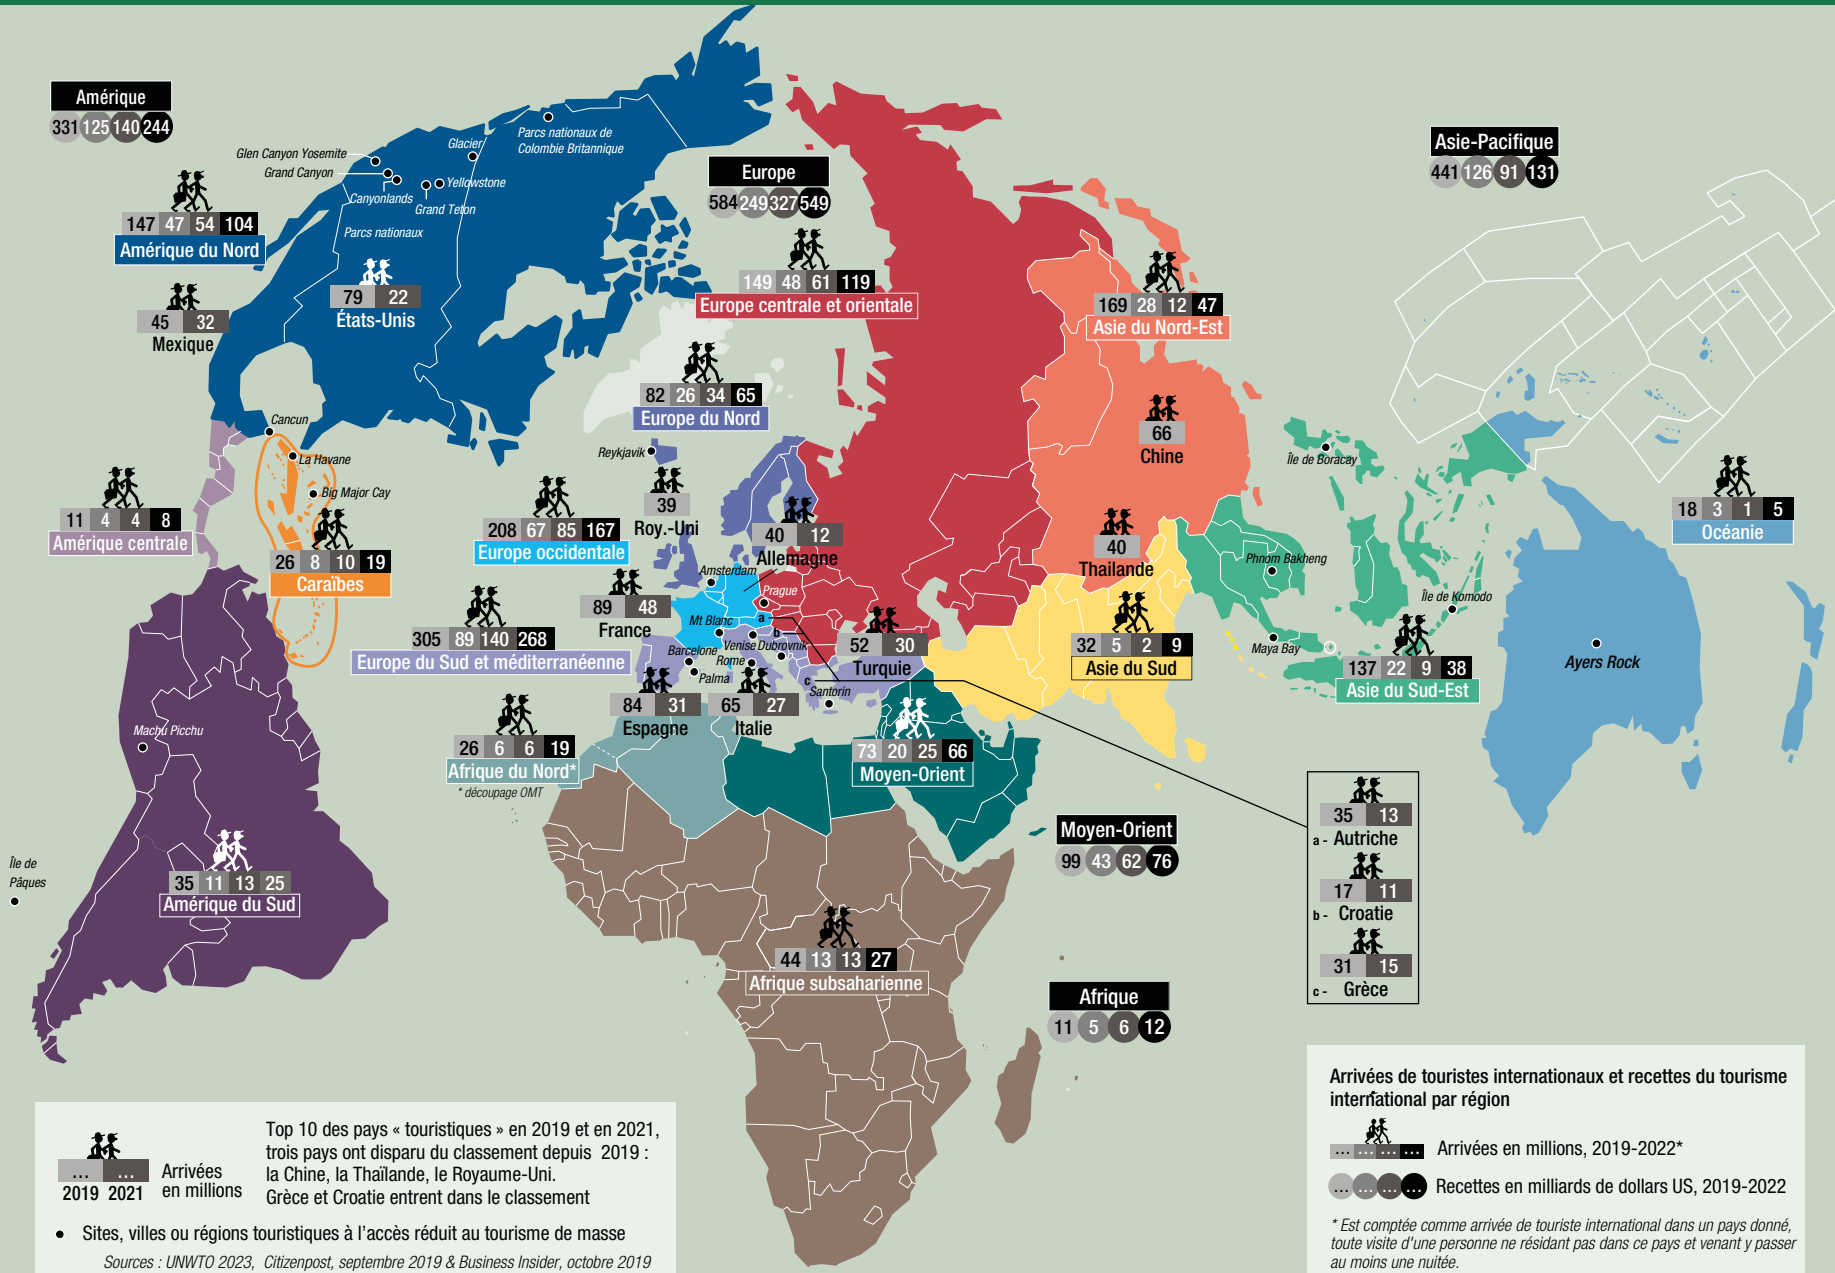 Amérique
331 125 140 244
Glen Canyon Yosemite
Grand Canyon
Canyonlands
Grand Teton
Yellowstone
Glacier
Parcs nationaux de
Colombie Britannique
Parcs nationaux
147 47 54 104
Amérique du Nord
79 22
États-Unis
45 32
Mexique
Europe
584 249 327 549
149 48 61 119
Europe centrale et orientale
82 26 34 65
Europe du Nord
Reykjavik
39
Roy.-Uni
208 67 85 167
Europe occidentale
40 12
Allemagne
Amsterdam
Prague
89 48
France
Mt Blanc
a
b
c
Venise
Dubrovnik
Barcelone
Rome
Palma
Santorin
305 89 140 268
Europe du Sud et méditerranéenne
52 30
Turquie
84 31
Espagne
65 27
Italie
Asie-Pacifique
441 126 91 131
169 28 12 47
Asie du Nord-Est
66
Chine
40
Thailande
32 5 2 9
Asie du Sud
Île de Boracay
Phnom Bakheng
Île de Komodo
Maya Bay
137 22 9 38
Asie du Sud-Est
18 3 1 5
Océanie
Ayers Rock
Cancun
La Havane
Big Major Cay
11 4 4 8
Amérique centrale
26 8 10 19
Caraïbes
Machu Picchu
Île de
Pâques
35 11 13 25
Amérique du Sud
26 6 6 19
Afrique du Nord*
* découpage OMT
73 20 25 66
Moyen-Orient
Moyen-Orient
99 43 62 76
44 13 13 27
Afrique subsaharienne
Afrique
11 5 6 12
35 13
a - Autriche
17 11
b - Croatie
31 15
c - Grèce
... ...
2019 2021
Arrivées
en millions
Top 10 des pays « touristiques » en 2019 et en 2021,
trois pays ont disparu du classement depuis 2019 :
la Chine, la Thaïlande, le Royaume-Uni.
Grèce et Croatie entrent dans le classement
Sites, villes ou régions touristiques à l'accès réduit au tourisme de masse
Sources : UNWTO 2023, Citizenpost, septembre 2019 & Business Insider, octobre 2019
Arrivées de touristes internationaux et recettes du tourisme
international par région
... ... ... ... Arrivées en millions, 2019-2022*
... ... ... ... Recettes en milliards de dollars US, 2019-2022
* Est comptée comme arrivée de touriste international dans un pays donné,
toute visite d'une personne ne résidant pas dans ce pays et venant y passer
au moins une nuitée.